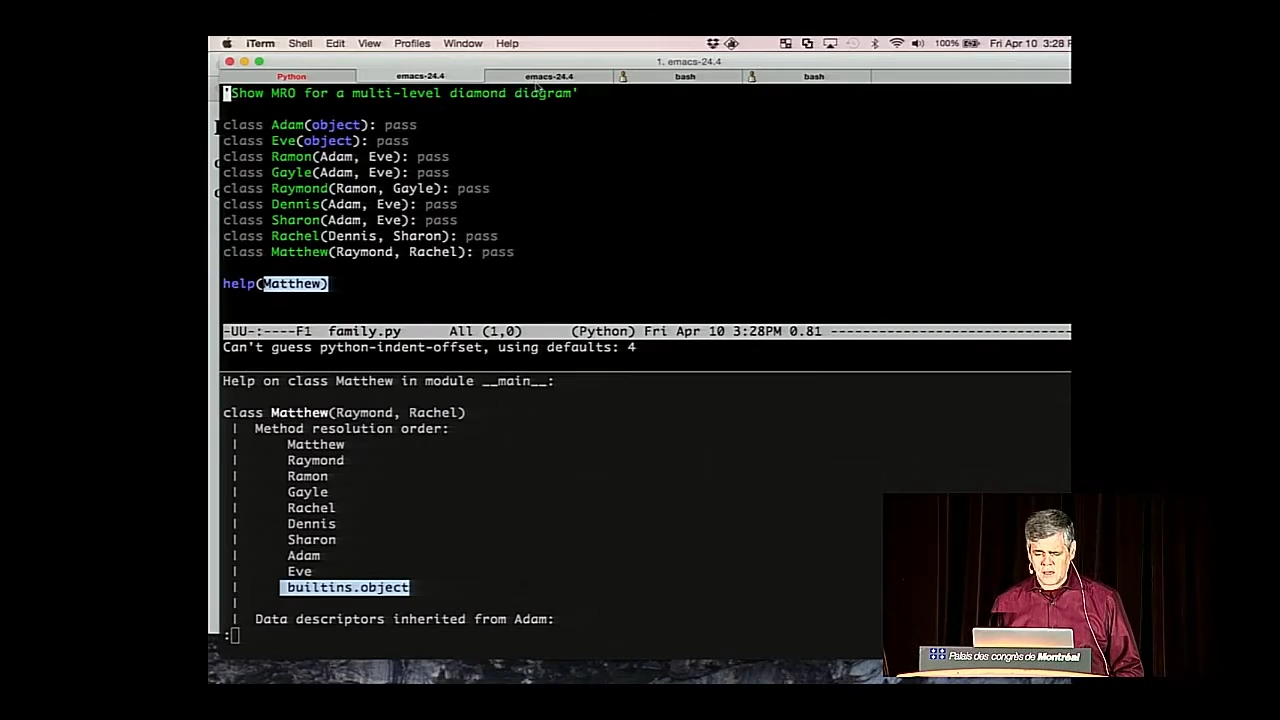 iTerm Shell Edit View Profiles Window Help 100% Fri Apr 10 3:28 P
1. emacs-24.4
Python emacs-24.4 emacs-24.4 bash bash
'Show MRO for a multi-level diamond diagram'
class Adam(object): pass
class Eve(object): pass
class Ramon(Adam, Eve): pass
class Gayle(Adam, Eve): pass
class Raymond(Ramon, Gayle): pass
class Dennis(Adam, Eve): pass
class Sharon(Adam, Eve): pass
class Rachel(Dennis, Sharon): pass
class Matthew(Raymond, Rachel): pass
help(Matthew)
-UU-:----F1 family.py All (1,0) (Python) Fri Apr 10 3:28PM 0.81 ------------------------------
Can't guess python-indent-offset, using defaults: 4
Help on class Matthew in module __main__:
class Matthew(Raymond, Rachel)
| Method resolution order:
| Matthew
| Raymond
| Ramon
| Gayle
| Rachel
| Dennis
| Sharon
| Adam
| Eve
| builtins.object
|
| Data descriptors inherited from Adam:
:
Palais des congrès de Montréal